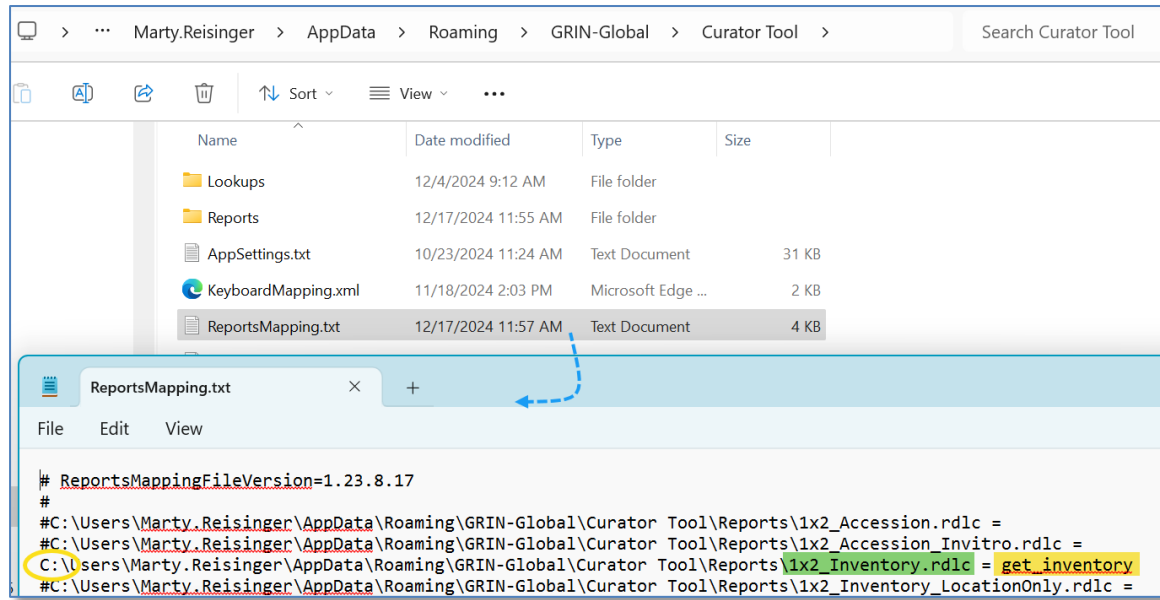 > ... Marty.Reisinger > AppData > Roaming > GRIN-Global > Curator Tool > Search Curator Tool
Sort View ...
Name Date modified Type Size
Lookups 12/4/2024 9:12 AM File folder
Reports 12/17/2024 11:55 AM File folder
AppSettings.txt 10/23/2024 11:24 AM Text Document 31 KB
KeyboardMapping.xml 11/18/2024 2:03 PM Microsoft Edge ... 2 KB
ReportsMapping.txt 12/17/2024 11:57 AM Text Document 4 KB
ReportsMapping.txt × +
File Edit View
# ReportsMappingFileVersion=1.23.8.17
#
#C:\Users\Marty.Reisinger\AppData\Roaming\GRIN-Global\Curator Tool\Reports\1x2_Accession.rdlc =
#C:\Users\Marty.Reisinger\AppData\Roaming\GRIN-Global\Curator Tool\Reports\1x2_Accession_Invitro.rdlc =
C:\Users\Marty.Reisinger\AppData\Roaming\GRIN-Global\Curator Tool\Reports\1x2_Inventory.rdlc = get_inventory
#C:\Users\Marty.Reisinger\AppData\Roaming\GRIN-Global\Curator Tool\Reports\1x2_Inventory_LocationOnly.rdlc =